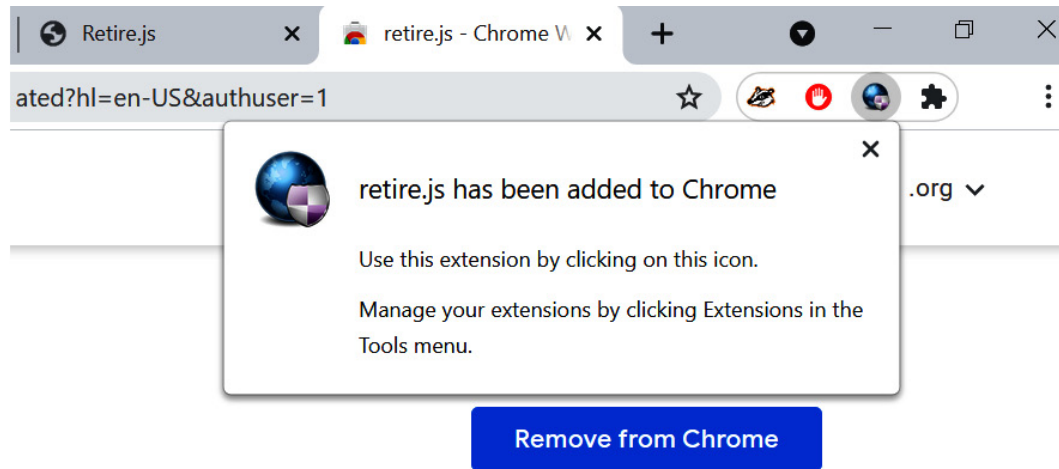 Retire.js
retire.js - Chrome W
ated?hl=en-US&authuser=1
retire.js has been added to Chrome
.org
Use this extension by clicking on this icon.
Manage your extensions by clicking Extensions in the
Tools menu.
Remove from Chrome